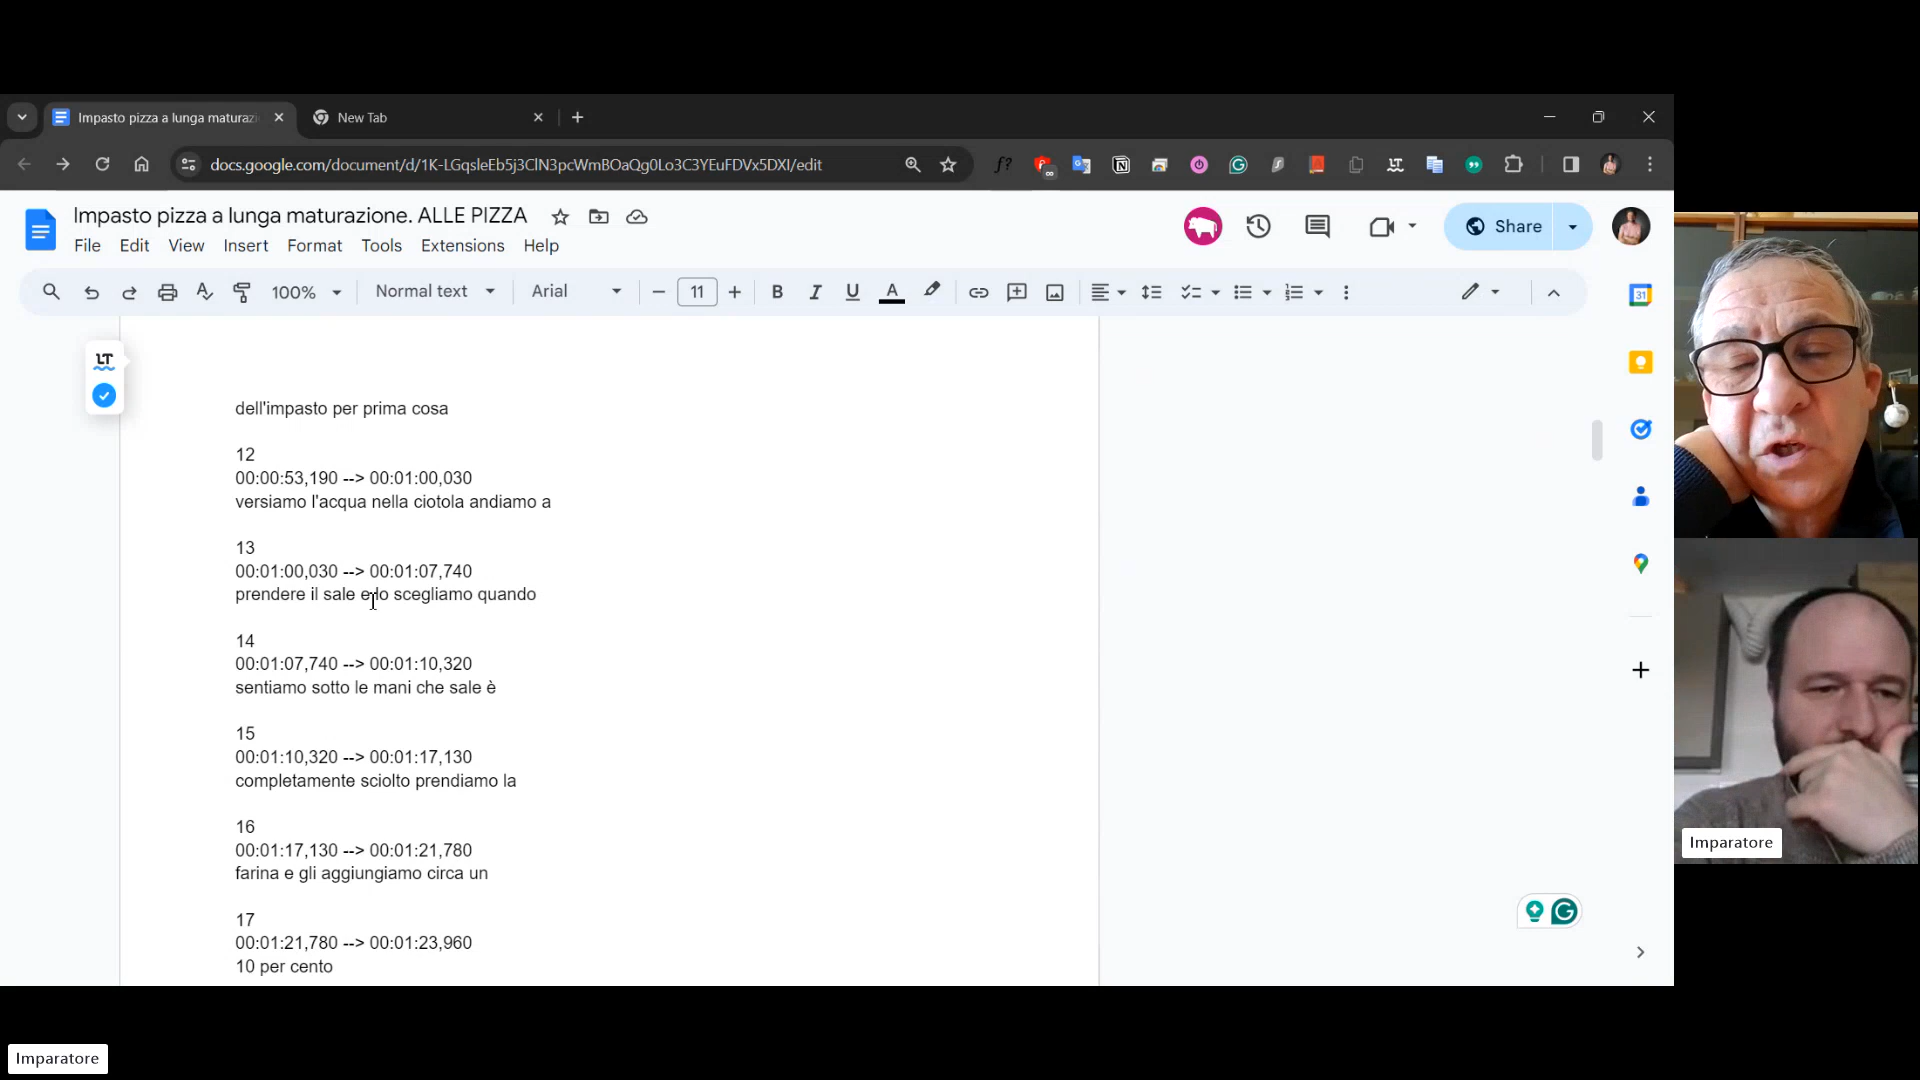 Impasto pizza a lunga maturazi
New Tab
docs.google.com/document/d/1K-LGqsleEb5j3ClN3pcWmBOaQg0Lo3C3YEuFDVx5DXI/edit
Impasto pizza a lunga maturazione. ALLE PIZZA
Share
File Edit View Insert Format Tools Extensions Help
100% Normal text Arial 11 B I U A
31
LT
dell'impasto per prima cosa
12
00:00:53,190 --> 00:01:00,030
versiamo l'acqua nella ciotola andiamo a
13
00:01:00,030 --> 00:01:07,740
prendere il sale e lo scegliamo quando
14
00:01:07,740 --> 00:01:10,320
sentiamo sotto le mani che sale è
15
00:01:10,320 --> 00:01:17,130
completamente sciolto prendiamo la
16
00:01:17,130 --> 00:01:21,780
farina e gli aggiungiamo circa un
17
00:01:21,780 --> 00:01:23,960
10 per cento
Imparatore
Imparatore